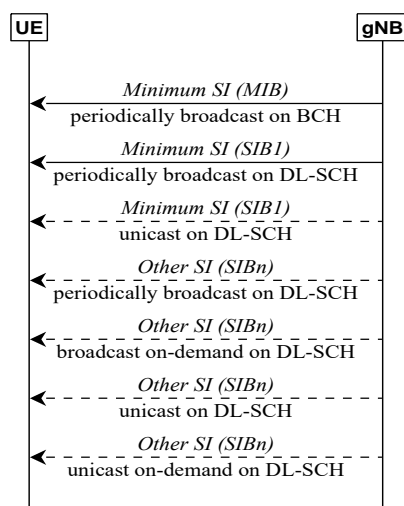 UE gNB
Minimum SI (MIB)
periodically broadcast on BCH
Minimum SI (SIB1)
periodically broadcast on DL-SCH
Minimum SI (SIB1)
unicast on DL-SCH
Other SI (SIBn)
periodically broadcast on DL-SCH
Other SI (SIBn)
broadcast on-demand on DL-SCH
Other SI (SIBn)
unicast on DL-SCH
Other SI (SIBn)
unicast on-demand on DL-SCH